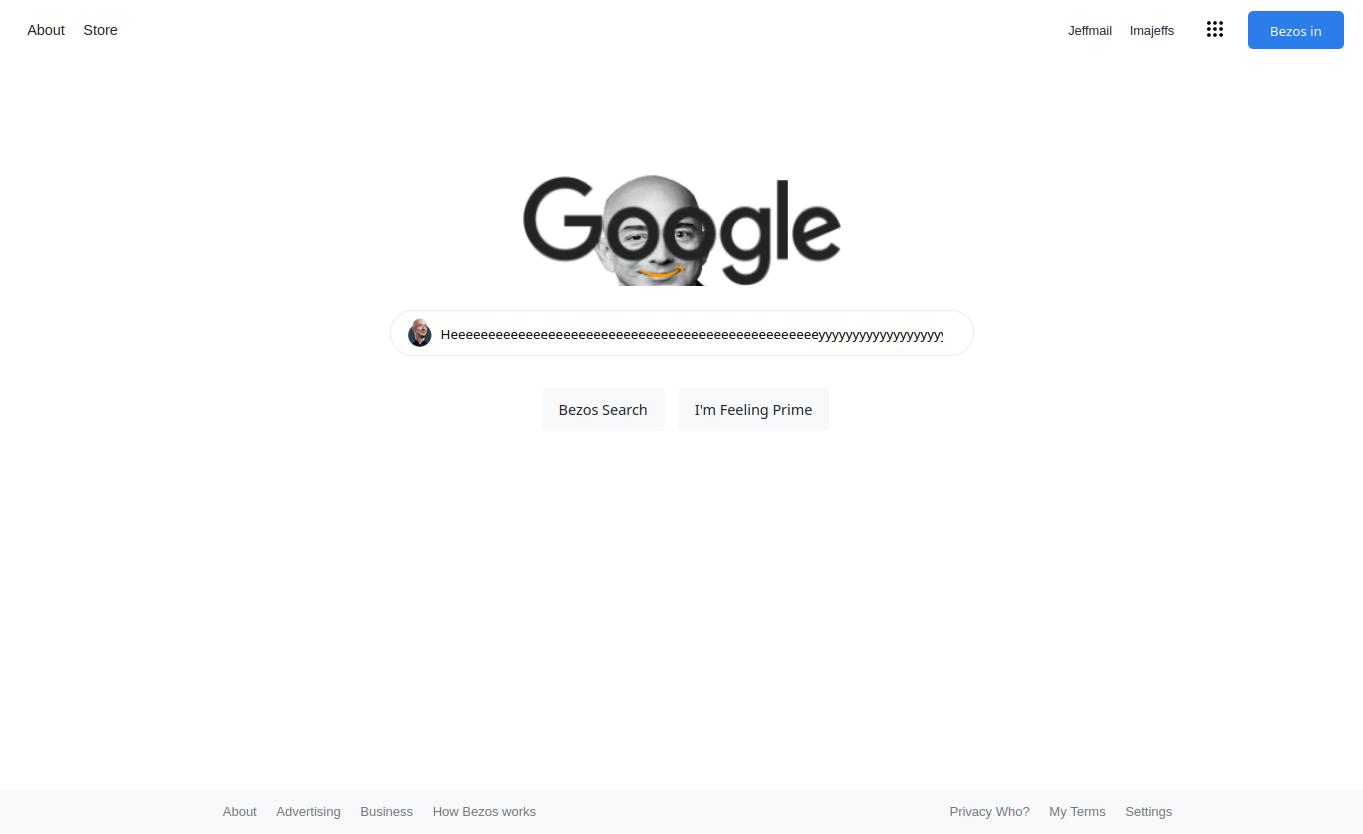 About Store Jeffmail Imajeffs Bezos in
Google
Heeeeeeeeeeeeeeeeeeeeeeeeeeeeeeeeeeeeeeeeeeeeeeeeeeyyyyyyyyyyyyyyyyyyy
Bezos Search I'm Feeling Prime
About Advertising Business How Bezos works Privacy Who? My Terms Settings